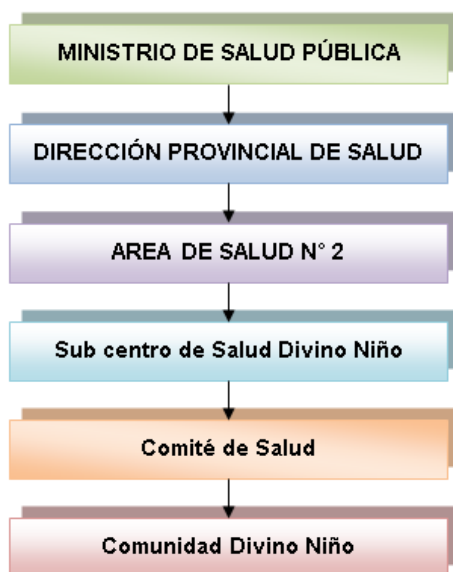 MINISTRIO DE SALUD PÚBLICA
DIRECCIÓN PROVINCIAL DE SALUD
AREA DE SALUD N° 2
Sub centro de Salud Divino Niño
Comité de Salud
Comunidad Divino Niño